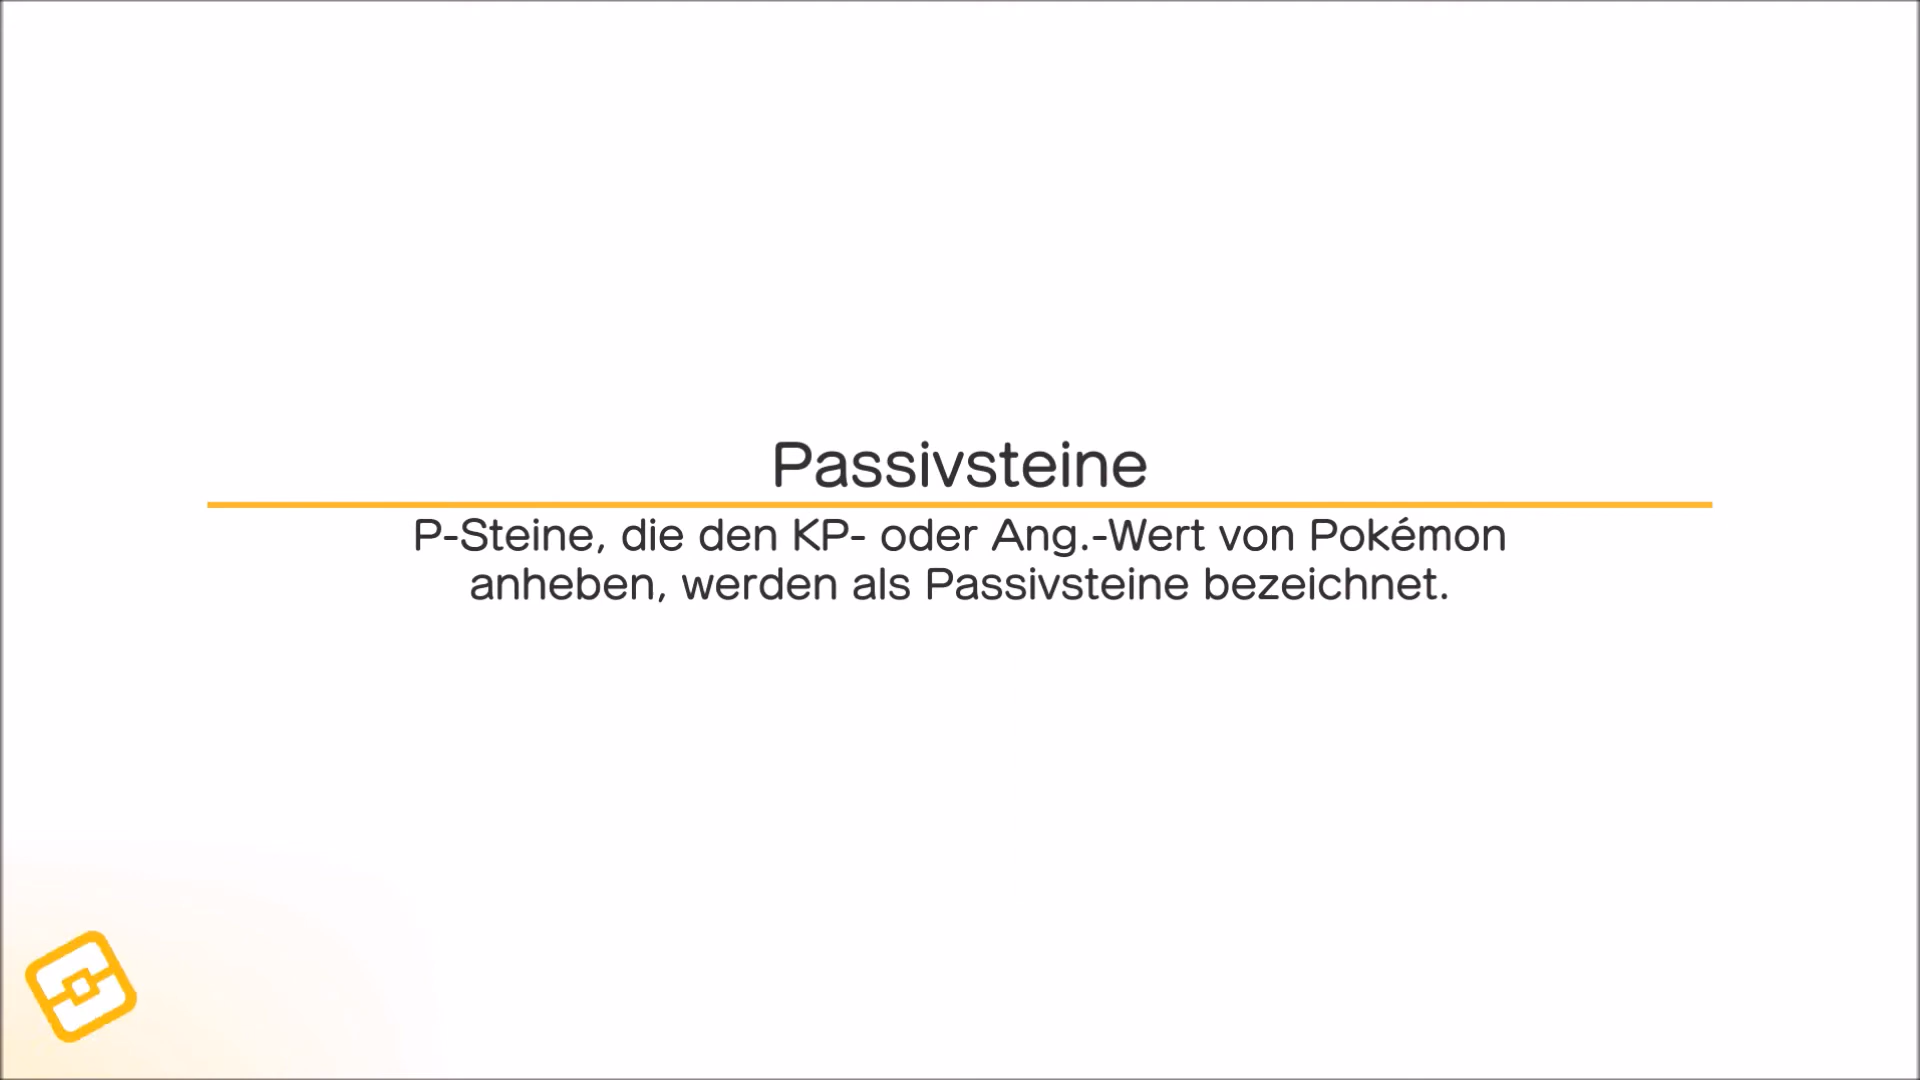 Passivsteine
P-Steine, die den KP- oder Ang.-Wert von Pokémon
anheben, werden als Passivsteine bezeichnet.